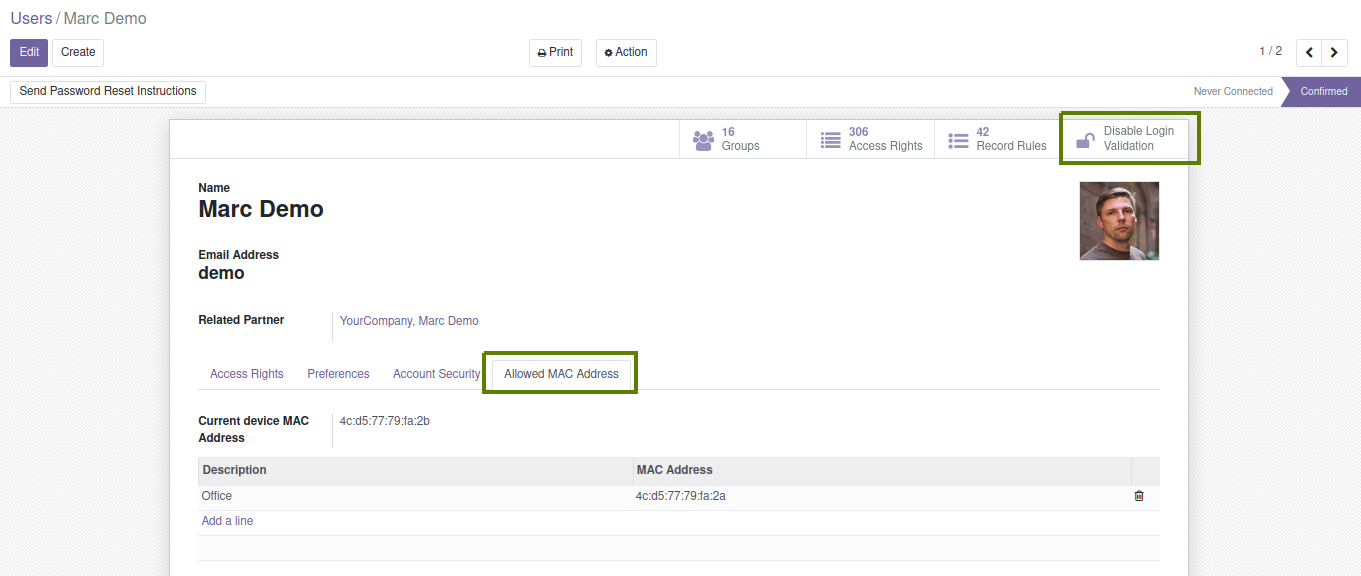 Users / Marc Demo
Edit Create Print Action 1 / 2
Send Password Reset Instructions Never Connected Confirmed
16 Groups
306 Access Rights
42 Record Rules
Disable Login
Validation
Name
Marc Demo
Email Address
demo
Related Partner YourCompany, Marc Demo
Access Rights Preferences Account Security Allowed MAC Address
Current device MAC 4c:d5:77:79:fa:2b
Address
Description MAC Address
Office 4c:d5:77:79:fa:2a
Add a line